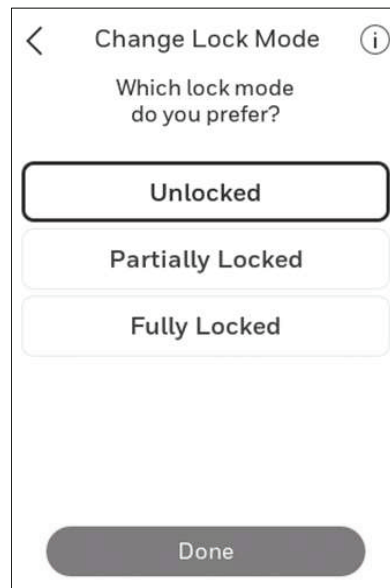 Change Lock Mode
Which lock mode
do you prefer?
Unlocked
Partially Locked
Fully Locked
Done